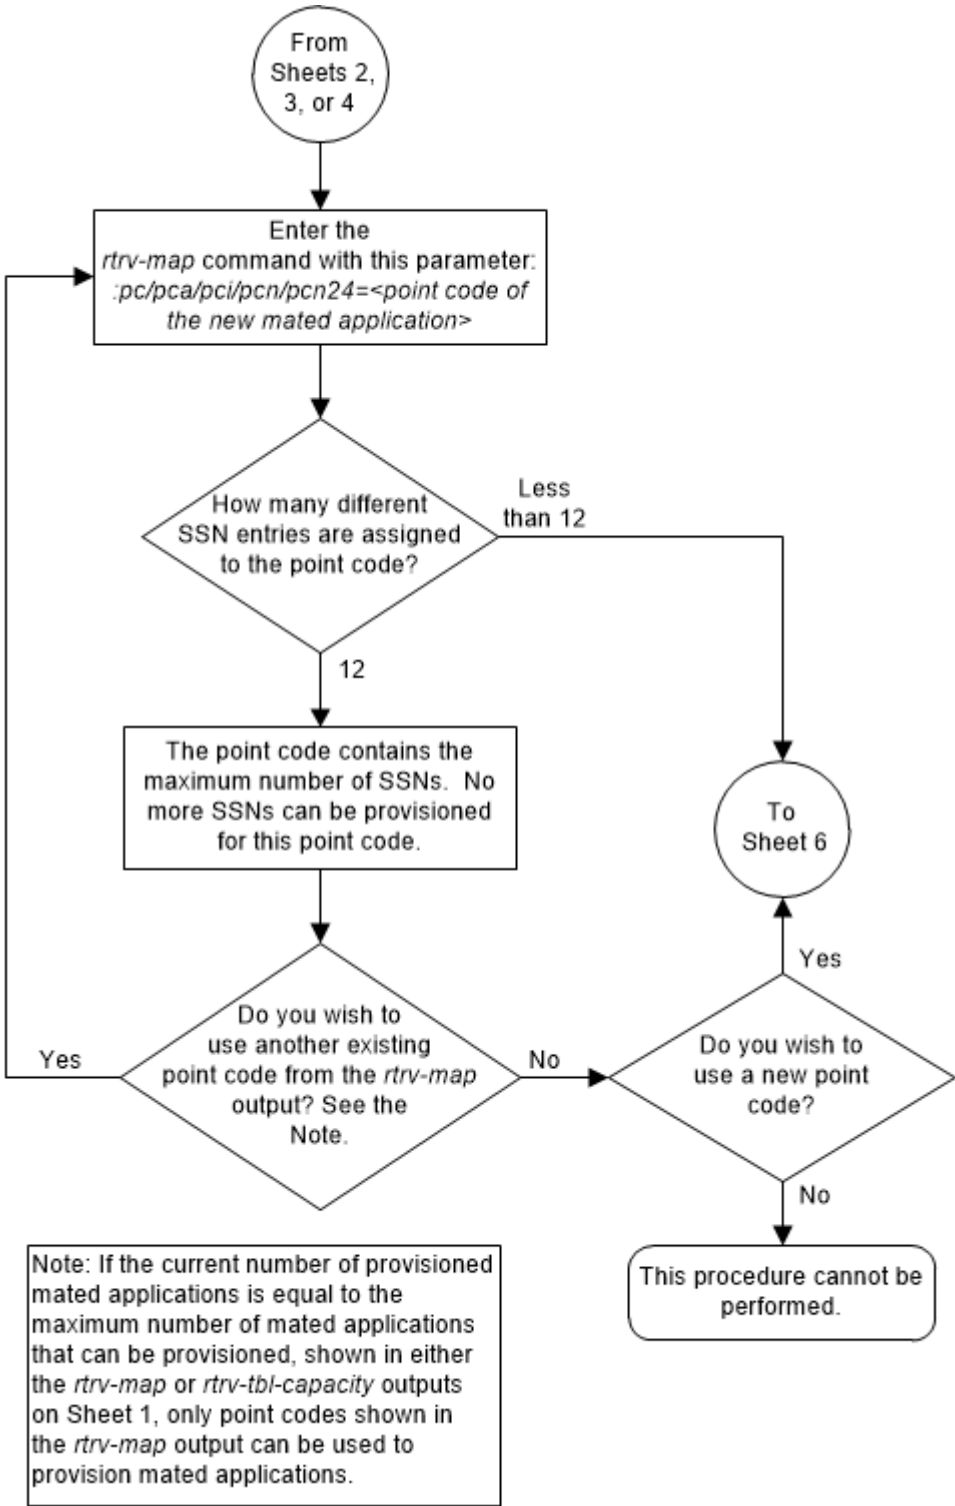 From
Sheets 2,
3, or 4
Enter the
rtrv-map command with this parameter:
:pc/pca/pci/pcn/pcn24=<point code of
the new mated application>
How many different
SSN entries are assigned
to the point code?
Less
than 12
12
The point code contains the
maximum number of SSNs. No
more SSNs can be provisioned
for this point code.
To
Sheet 6
Yes
Do you wish to
use another existing
point code from the rtrv-map
output? See the
Note.
Yes
No
Do you wish to
use a new point
code?
No
This procedure cannot be
performed.
Note: If the current number of provisioned
mated applications is equal to the
maximum number of mated applications
that can be provisioned, shown in either
the rtrv-map or rtrv-tbl-capacity outputs
on Sheet 1, only point codes shown in
the rtrv-map output can be used to
provision mated applications.